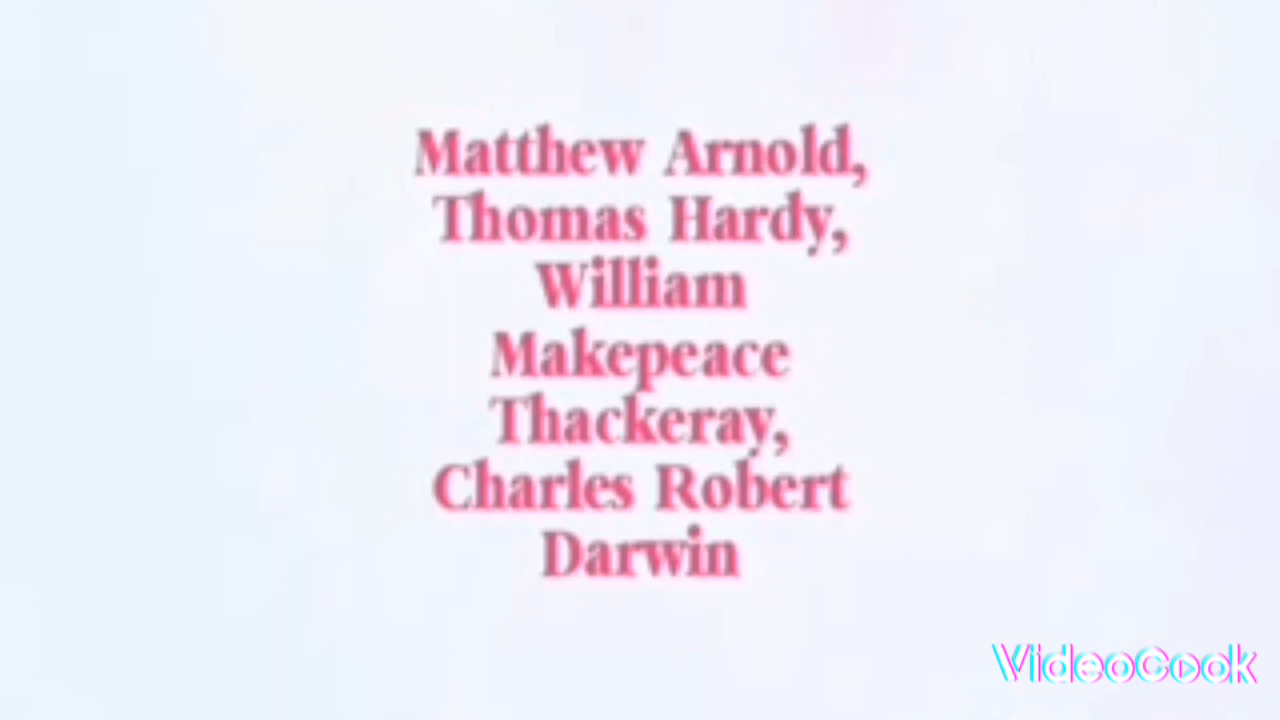 Matthew Arnold,
Thomas Hardy,
William
Makepeace
Thackeray,
Charles Robert
Darwin
VideoCook